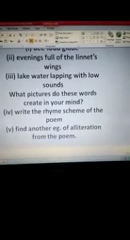 (ii) evenings full of the linnet's
wings
(iii) lake water lapping with low
sounds
What pictures do these words
create in your mind?
(iv) write the rhyme scheme of the
poem
(v) find another eg. of alliteration
from the poem.